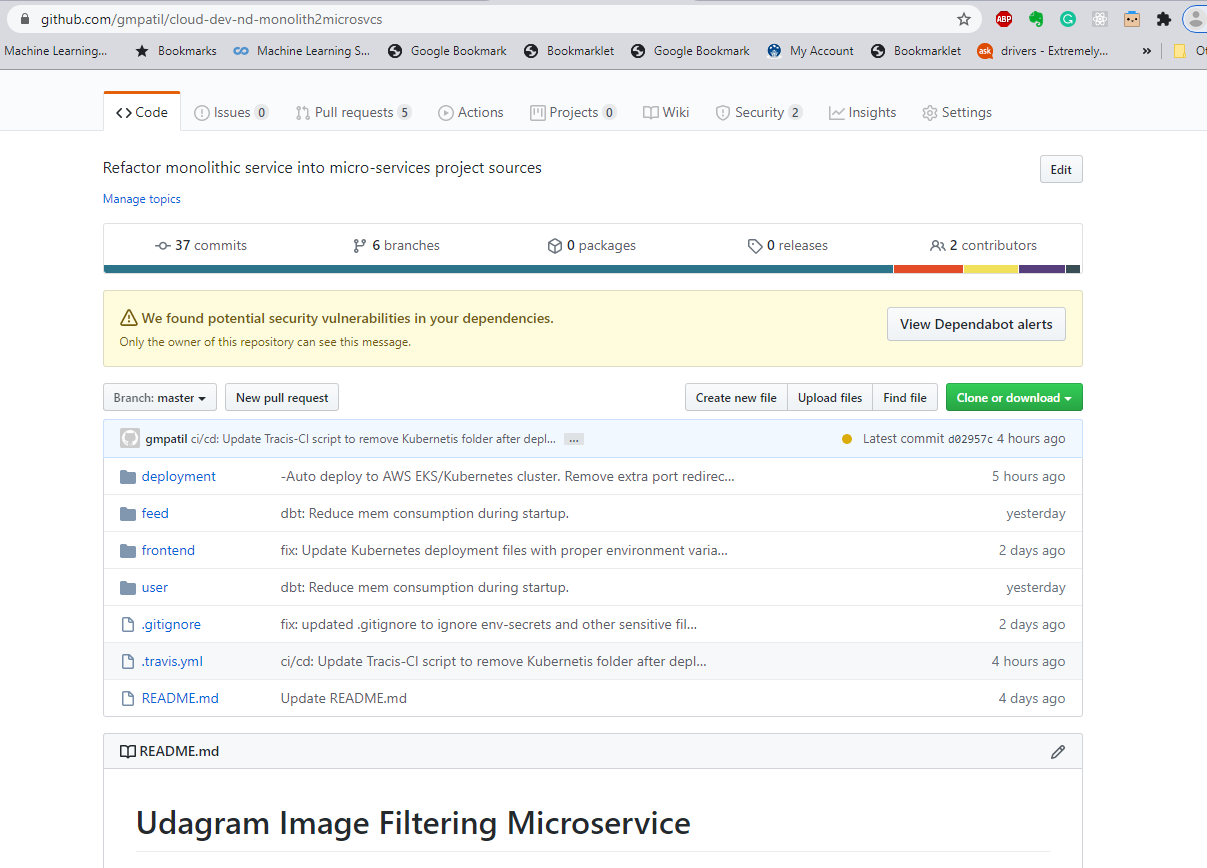 github.com/gmpatil/cloud-dev-nd-monolith2microsvcs
ABP
Machine Learning... Bookmarks Machine Learning S... Google Bookmark Bookmarklet Google Bookmark My Account Bookmarklet ask drivers - Extremely... » Ot
Code Issues 0 Pull requests 5 Actions Projects 0 Wiki Security 2 Insights Settings
Refactor monolithic service into micro-services project sources Edit
Manage topics
37 commits 6 branches 0 packages 0 releases 2 contributors
We found potential security vulnerabilities in your dependencies.
Only the owner of this repository can see this message.
View Dependabot alerts
Branch: master New pull request Create new file Upload files Find file Clone or download
gmpatil ci/cd: Update Tracis-CI script to remove Kubernetis folder after depl... ... Latest commit d02957c 4 hours ago
deployment -Auto deploy to AWS EKS/Kubernetes cluster. Remove extra port redirec... 5 hours ago
feed dbt: Reduce mem consumption during startup. yesterday
frontend fix: Update Kubernetes deployment files with proper environment varia... 2 days ago
user dbt: Reduce mem consumption during startup. yesterday
.gitignore fix: updated .gitignore to ignore env-secrets and other sensitive fil... 2 days ago
.travis.yml ci/cd: Update Tracis-CI script to remove Kubernetis folder after depl... 4 hours ago
README.md Update README.md 4 days ago
README.md
Udagram Image Filtering Microservice